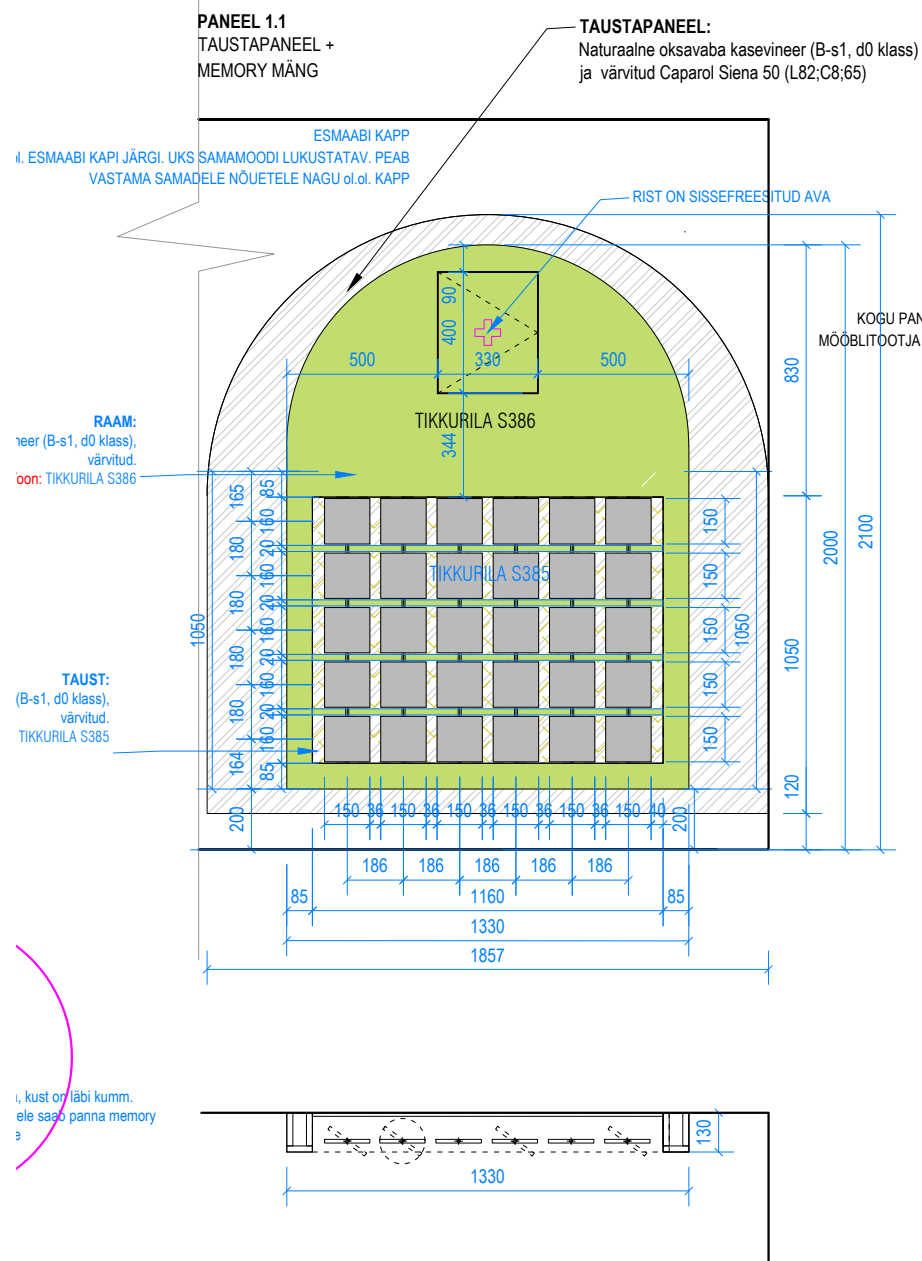 PANEEL 1.1
TAUSTAPANEEL +
MEMORY MÄNG
TAUSTAPANEEL:
Naturaalne oksavaba kasevineer (B-s1, d0 klass)
ja värvitud Caparol Siena 50 (L82;C8;65)
ESMAABI KAPP
ESMAABI KAPI JÄRGI. UKS SAMAMOODI LUKUSTATAV. PEAB
VASTAMA SAMADELE NÕUETELE NAGU ol.ol. KAPP
RIST ON SISSEFREESITUD AVA
KOGU
MÖÖBLITOOTJA
90
400
500 330 500
344
830
2000
2100
TIKKURILA S386
RAAM:
(B-s1, d0 klass),
värvitud.
TIKKURILA S386
165
180
180
180
180
164
200
85
160
20
160
20
160
20
160
20
160
85
1050
TIKKURILA S385
150
150
150
150
150
1050
1050
120
TAUST:
(B-s1, d0 klass),
värvitud.
TIKKURILA S385
150 36 150 36 150 36 150 36 150 36 150 40
200
186 186 186 186 186
85 1160 85
1330
1857
kust on läbi kumm.
saab panna memory
130
1330